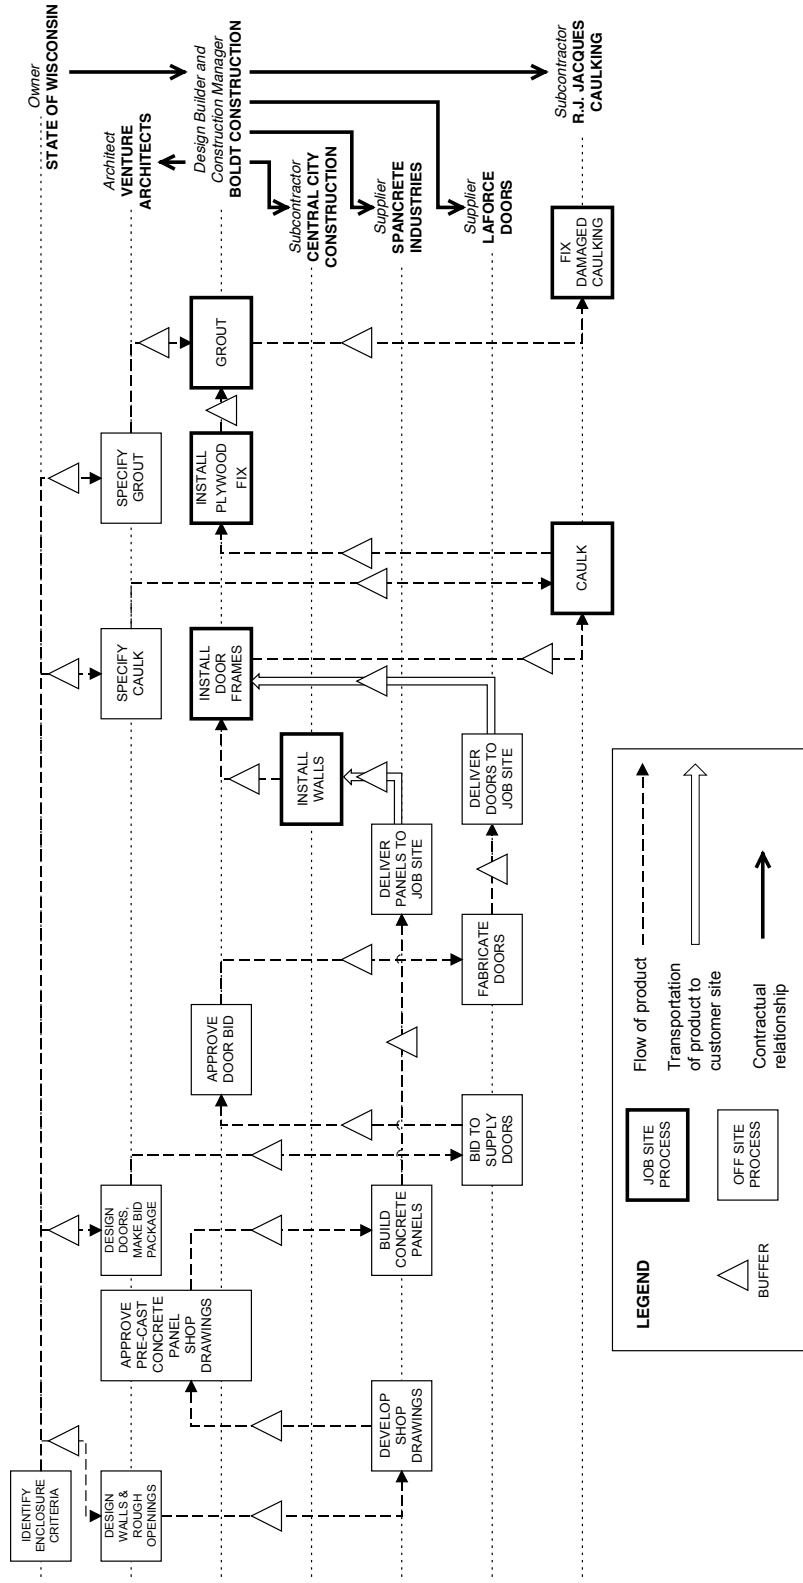 Owner
STATE OF WISCONSIN
Architect
VENTURE
ARCHITECTS
Design Builder and
Construction Manager
BOLDT CONSTRUCTION
Subcontractor
CENTRAL CITY
CONSTRUCTION
Supplier
SPANCRETE
INDUSTRIES
Supplier
LAFORCE
DOORS
Subcontractor
R.J. JACQUES
CAULKING
IDENTIFY
ENCLOSURE
CRITERIA
DESIGN
WALLS &
ROUGH
OPENINGS
DEVELOP
SHOP
DRAWINGS
APPROVE
PRE-CAST
CONCRETE
PANEL
SHOP
DRAWINGS
DESIGN
DOORS,
MAKE BID
PACKAGE
BUILD
CONCRETE
PANELS
BID TO
SUPPLY
DOORS
APPROVE
DOOR BID
FABRICATE
DOORS
DELIVER
PANELS TO
JOB SITE
DELIVER
DOORS TO
JOB SITE
INSTALL
WALLS
INSTALL
DOOR
FRAMES
SPECIFY
CAULK
CAULK
SPECIFY
GROUT
INSTALL
PLYWOOD
FIX
GROUT
FIX
DAMAGED
CAULKING
LEGEND
BUFFER
JOB SITE
PROCESS
OFF SITE
PROCESS
Flow of product
Transportation
of product to
customer site
Contractual
relationship